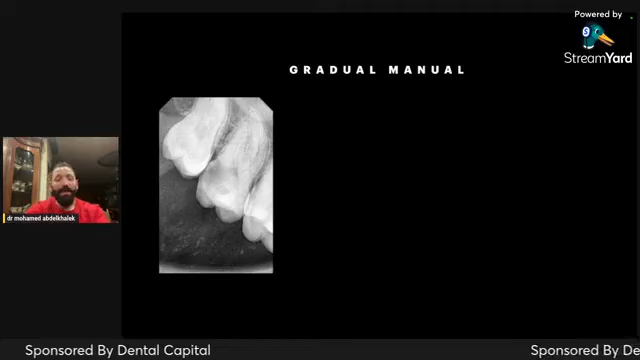 Powered by
StreamYard
GRADUAL MANUAL
dr mohamed abdelkhalek
Sponsored By Dental Capital
Sponsored By De